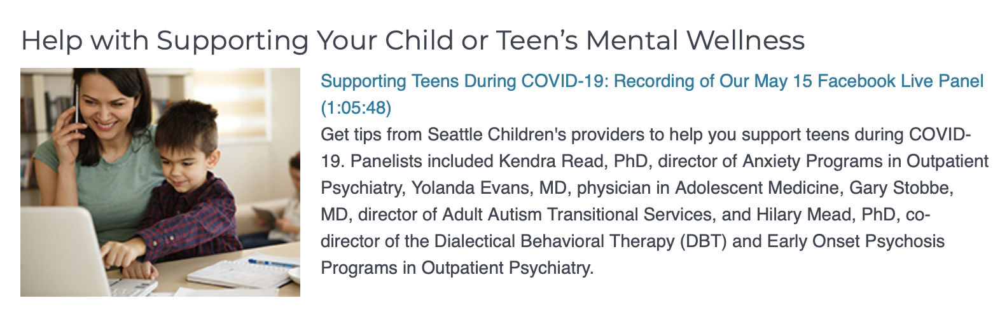 Help with Supporting Your Child or Teen’s Mental Wellness
Supporting Teens During COVID-19: Recording of Our May 15 Facebook Live Panel
(1:05:48)
Get tips from Seattle Children's providers to help you support teens during COVID-
19. Panelists included Kendra Read, PhD, director of Anxiety Programs in Outpatient
Psychiatry, Yolanda Evans, MD, physician in Adolescent Medicine, Gary Stobbe,
MD, director of Adult Autism Transitional Services, and Hilary Mead, PhD, co-
director of the Dialectical Behavioral Therapy (DBT) and Early Onset Psychosis
Programs in Outpatient Psychiatry.